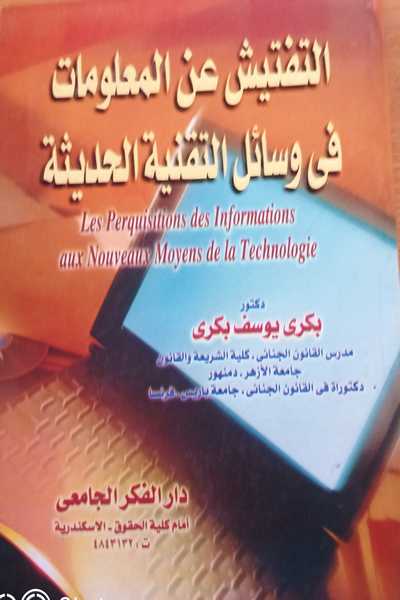 التفتيش عن المعلومات
فى وسائل التقنية الحديثة
Les Perquisitions des Informations
aux Nouveaux Moyens de la Technologie
دكتور
بكرى يوسف بكرى
مدرس القانون الجنائى، كلية الشريعة والقانون
جامعة الأزهر، دمنهور
دكتوراة فى القانون الجنائى، جامعة باريس - فرنسا
دار الفكر الجامعى
أمام كلية الحقوق - الاسكندرية
ت : ٤٨٤٣١٣٢